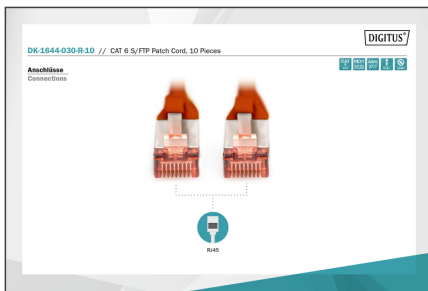 DIGITUS®
DK-1644-030-R-10 // CAT 6 S/FTP Patch Cord, 10 Pieces
Anschlüsse
Connections
RJ45